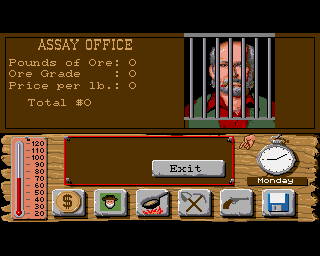 ASSAY OFFICE
Pounds of Ore: 0
Ore Grade : 0
Price per lb.: 0
Total #0
120
110
100
90
80
70
60
50
40
30
20
Exit
Monday
$